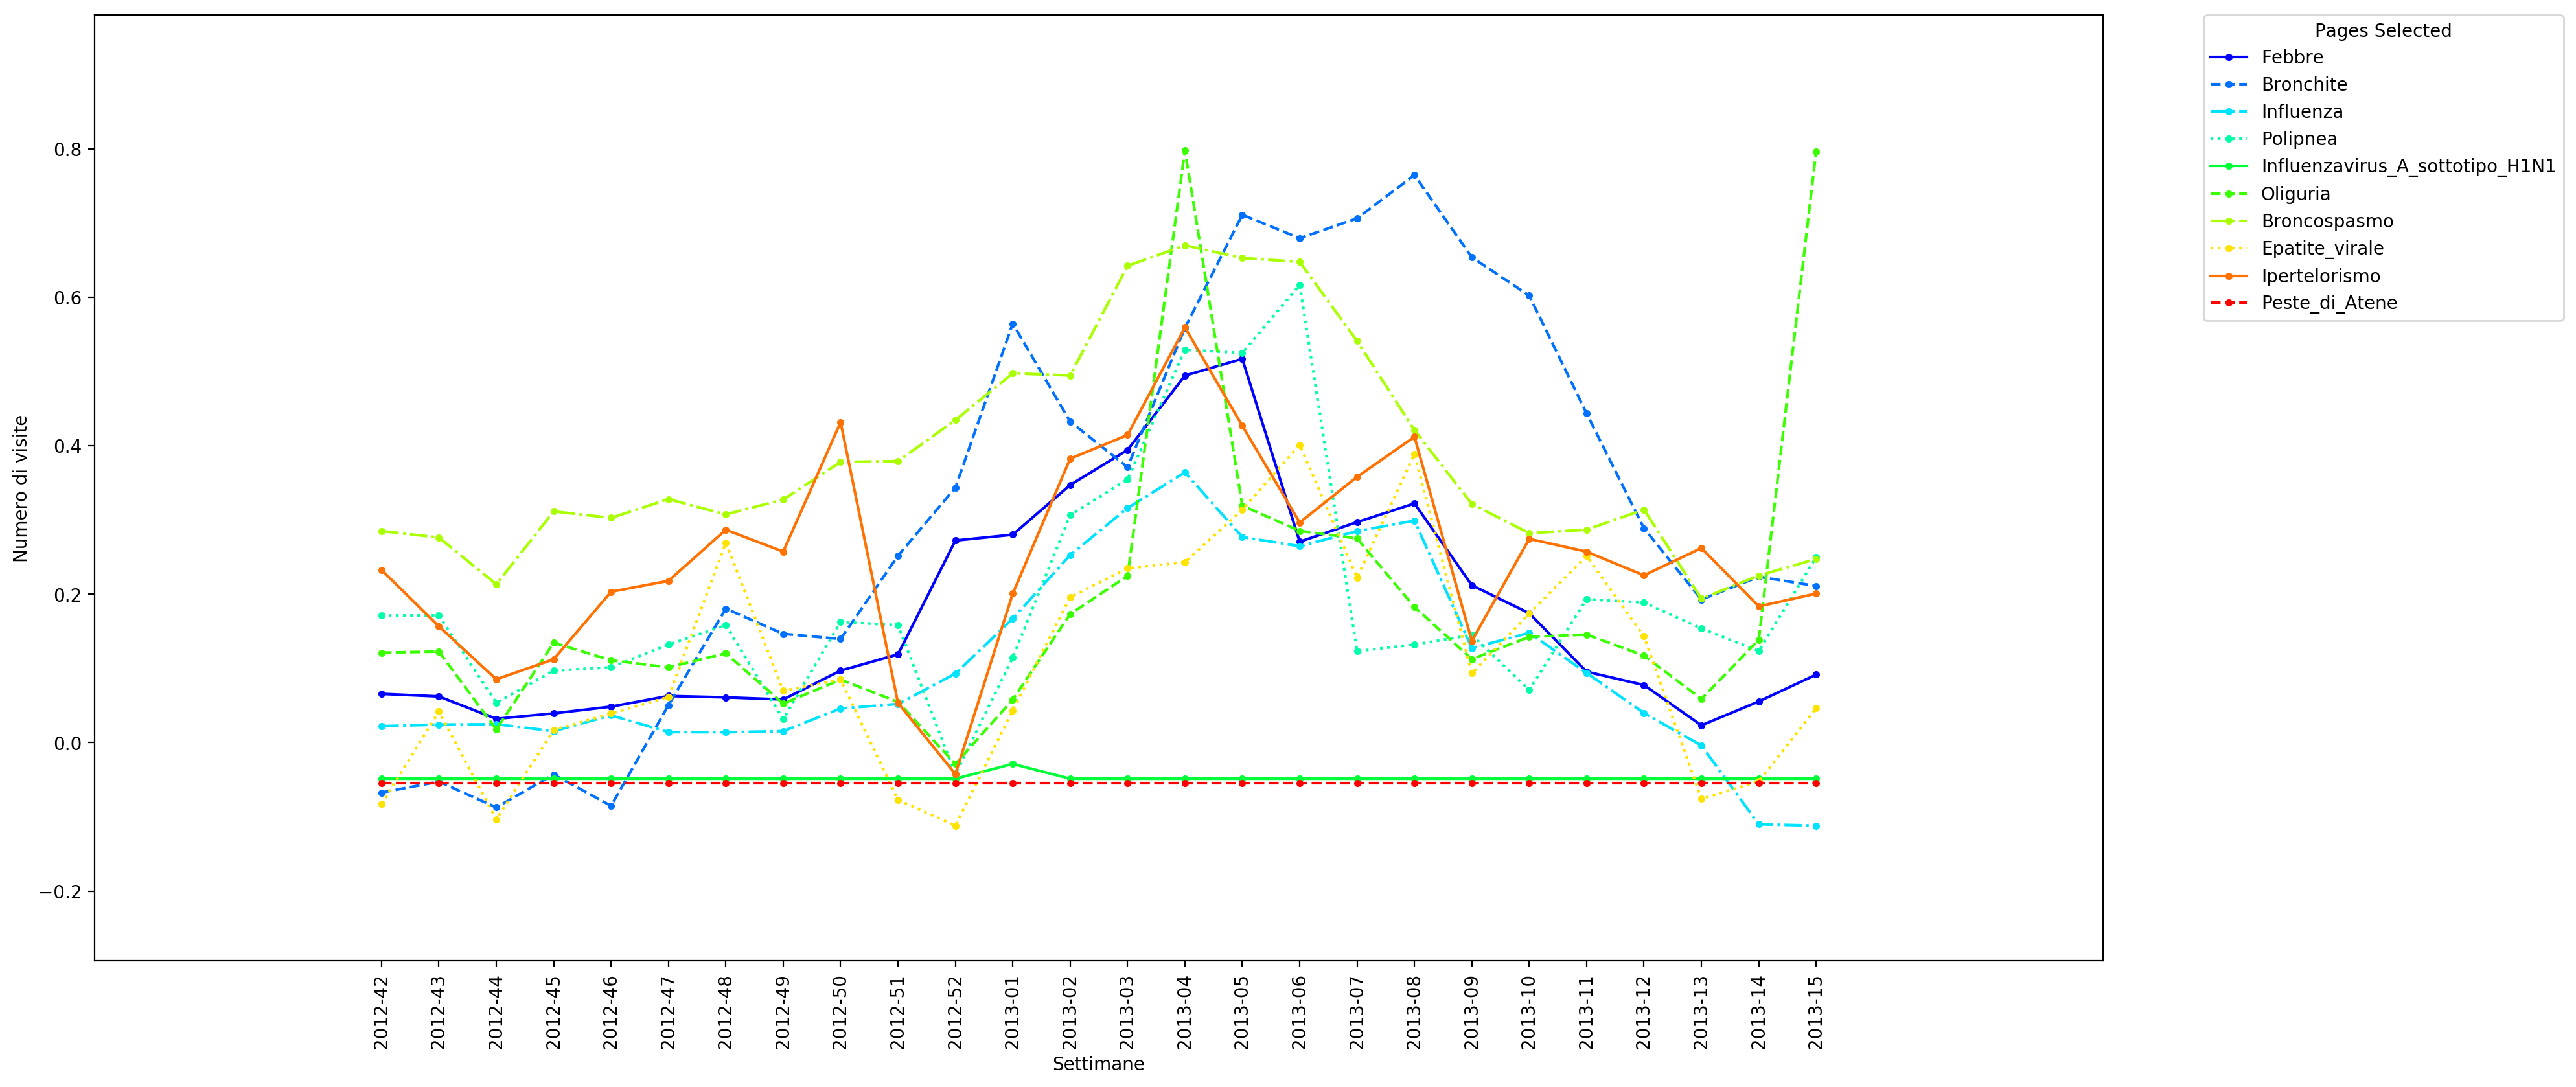 Pages Selected
Febbre
Bronchite
Influenza
Polipnea
Influenzavirus_A_sottotipo_H1N1
Oliguria
Broncospasmo
Epatite_virale
Ipertelorismo
Peste_di_Atene
Numero di visite
0.8
0.6
0.4
0.2
0.0
−0.2
2012-42
2012-43
2012-44
2012-45
2012-46
2012-47
2012-48
2012-49
2012-50
2012-51
2012-52
2013-01
2013-02
2013-03
2013-04
2013-05
2013-06
2013-07
2013-08
2013-09
2013-10
2013-11
2013-12
2013-13
2013-14
2013-15
Settimane